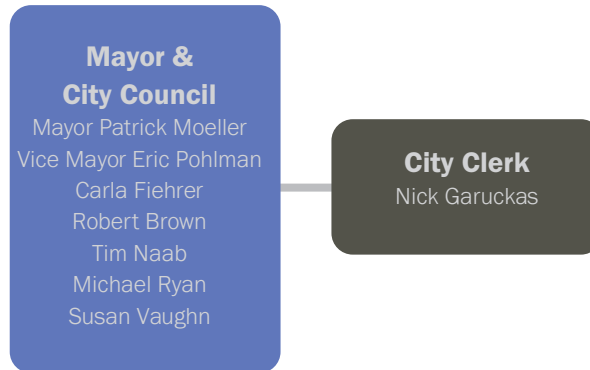 Mayor &
City Council
Mayor Patrick Moeller
Vice Mayor Eric Pohlman
Carla Fiehrer
Robert Brown
Tim Naab
Michael Ryan
Susan Vaughn
City Clerk
Nick Garuckas